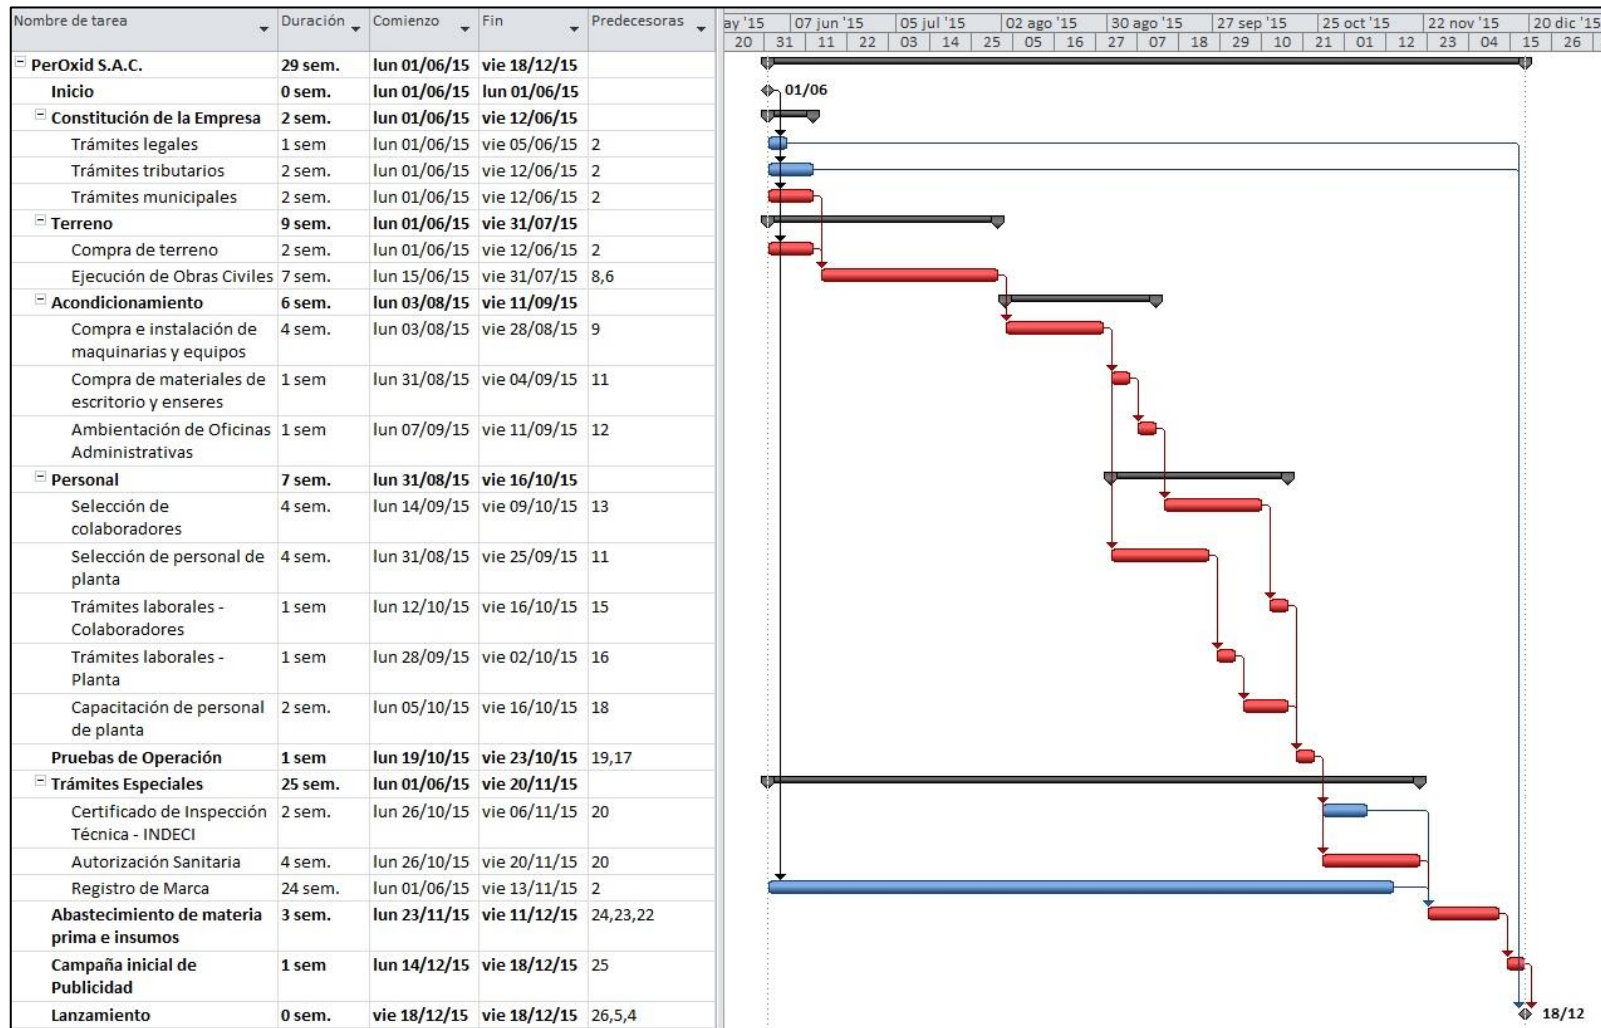 Nombre de tarea Duración Comienzo Fin Predecesoras
ay '15 07 jun '15 05 jul '15 02 ago '15 30 ago '15 27 sep '15 25 oct '15 22 nov '15 20 dic '15
20 31 11 22 03 14 25 05 16 27 07 18 29 10 21 01 12 23 04 15 26
PerOxid S.A.C. 29 sem. lun 01/06/15 vie 18/12/15
Inicio 0 sem. lun 01/06/15 lun 01/06/15 01/06
Constitución de la Empresa 2 sem. lun 01/06/15 vie 12/06/15
Trámites legales 1 sem lun 01/06/15 vie 05/06/15 2
Trámites tributarios 2 sem. lun 01/06/15 vie 12/06/15 2
Trámites municipales 2 sem. lun 01/06/15 vie 12/06/15 2
Terreno 9 sem. lun 01/06/15 vie 31/07/15
Compra de terreno 2 sem. lun 01/06/15 vie 12/06/15 2
Ejecución de Obras Civiles 7 sem. lun 15/06/15 vie 31/07/15 8,6
Acondicionamiento 6 sem. lun 03/08/15 vie 11/09/15
Compra e instalación de 4 sem. lun 03/08/15 vie 28/08/15 9
maquinarias y equipos
Compra de materiales de 1 sem lun 31/08/15 vie 04/09/15 11
escritorio y enseres
Ambientación de Oficinas 1 sem lun 07/09/15 vie 11/09/15 12
Administrativas
Personal 7 sem. lun 31/08/15 vie 16/10/15
Selección de 4 sem. lun 14/09/15 vie 09/10/15 13
colaboradores
Selección de personal de 4 sem. lun 31/08/15 vie 25/09/15 11
planta
Trámites laborales - 1 sem lun 12/10/15 vie 16/10/15 15
Colaboradores
Trámites laborales - 1 sem lun 28/09/15 vie 02/10/15 16
Planta
Capacitación de personal 2 sem. lun 05/10/15 vie 16/10/15 18
de planta
Pruebas de Operación 1 sem lun 19/10/15 vie 23/10/15 19,17
Trámites Especiales 25 sem. lun 01/06/15 vie 20/11/15
Certificado de Inspección 2 sem. lun 26/10/15 vie 06/11/15 20
Técnica - INDECI
Autorización Sanitaria 4 sem. lun 26/10/15 vie 20/11/15 20
Registro de Marca 24 sem. lun 01/06/15 vie 13/11/15 2
Abastecimiento de materia 3 sem. lun 23/11/15 vie 11/12/15 24,23,22
prima e insumos
Campaña inicial de 1 sem lun 14/12/15 vie 18/12/15 25
Publicidad
Lanzamiento 0 sem. vie 18/12/15 vie 18/12/15 26,5,4 18/12